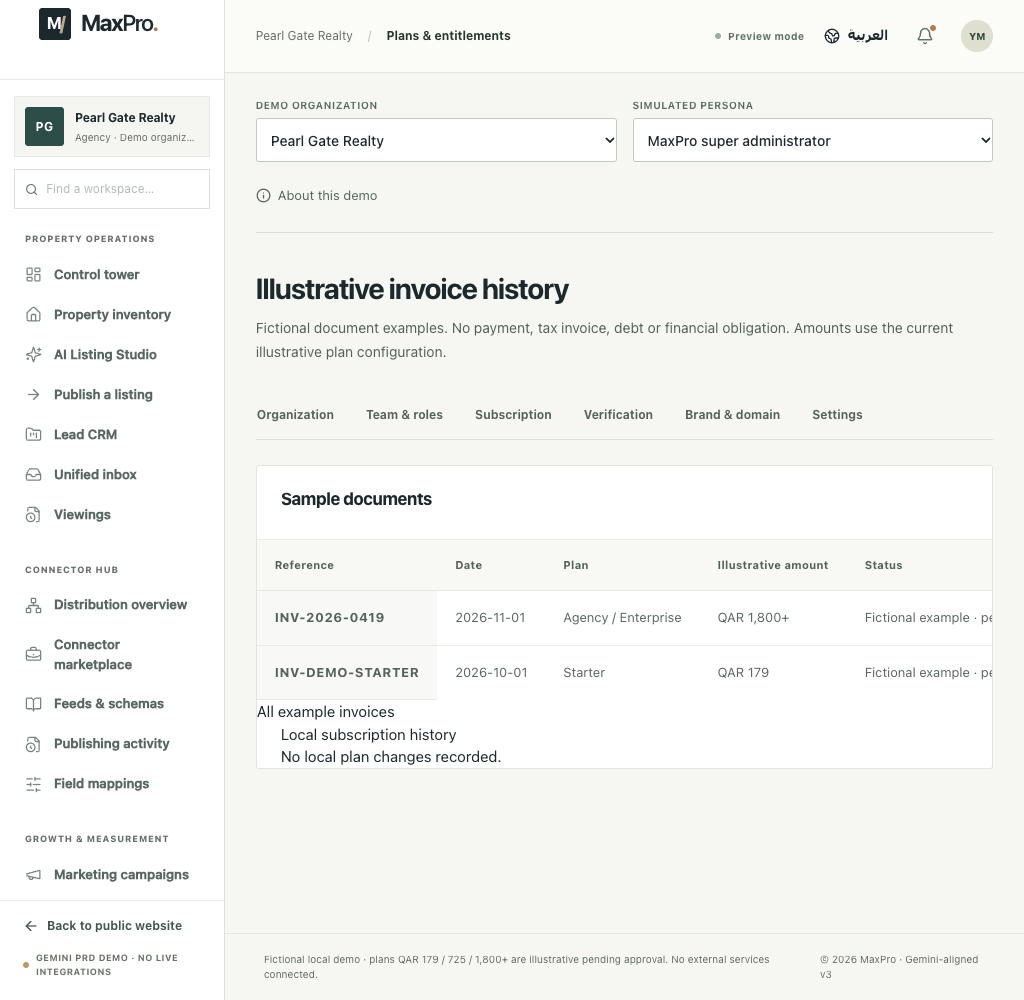 M/ MaxPro.
Pearl Gate Realty / Plans & entitlements
Preview mode
العربية
YM
PG
Pearl Gate Realty
Agency · Demo organiz...
Find a workspace...
PROPERTY OPERATIONS
Control tower
Property inventory
AI Listing Studio
Publish a listing
Lead CRM
Unified inbox
Viewings
CONNECTOR HUB
Distribution overview
Connector
marketplace
Feeds & schemas
Publishing activity
Field mappings
GROWTH & MEASUREMENT
Marketing campaigns
Back to public website
GEMINI PRD DEMO · NO LIVE
INTEGRATIONS
DEMO ORGANIZATION
Pearl Gate Realty
SIMULATED PERSONA
MaxPro super administrator
About this demo
Illustrative invoice history
Fictional document examples. No payment, tax invoice, debt or financial obligation. Amounts use the current
illustrative plan configuration.
Organization Team & roles Subscription Verification Brand & domain Settings
Sample documents
Reference Date Plan Illustrative amount Status
INV-2026-0419 2026-11-01 Agency / Enterprise QAR 1,800+ Fictional example ·
INV-DEMO-STARTER 2026-10-01 Starter QAR 179 Fictional example ·
All example invoices
Local subscription history
No local plan changes recorded.
Fictional local demo · plans QAR 179 / 725 / 1,800+ are illustrative pending approval. No external services
connected.
© 2026 MaxPro · Gemini-aligned
v3